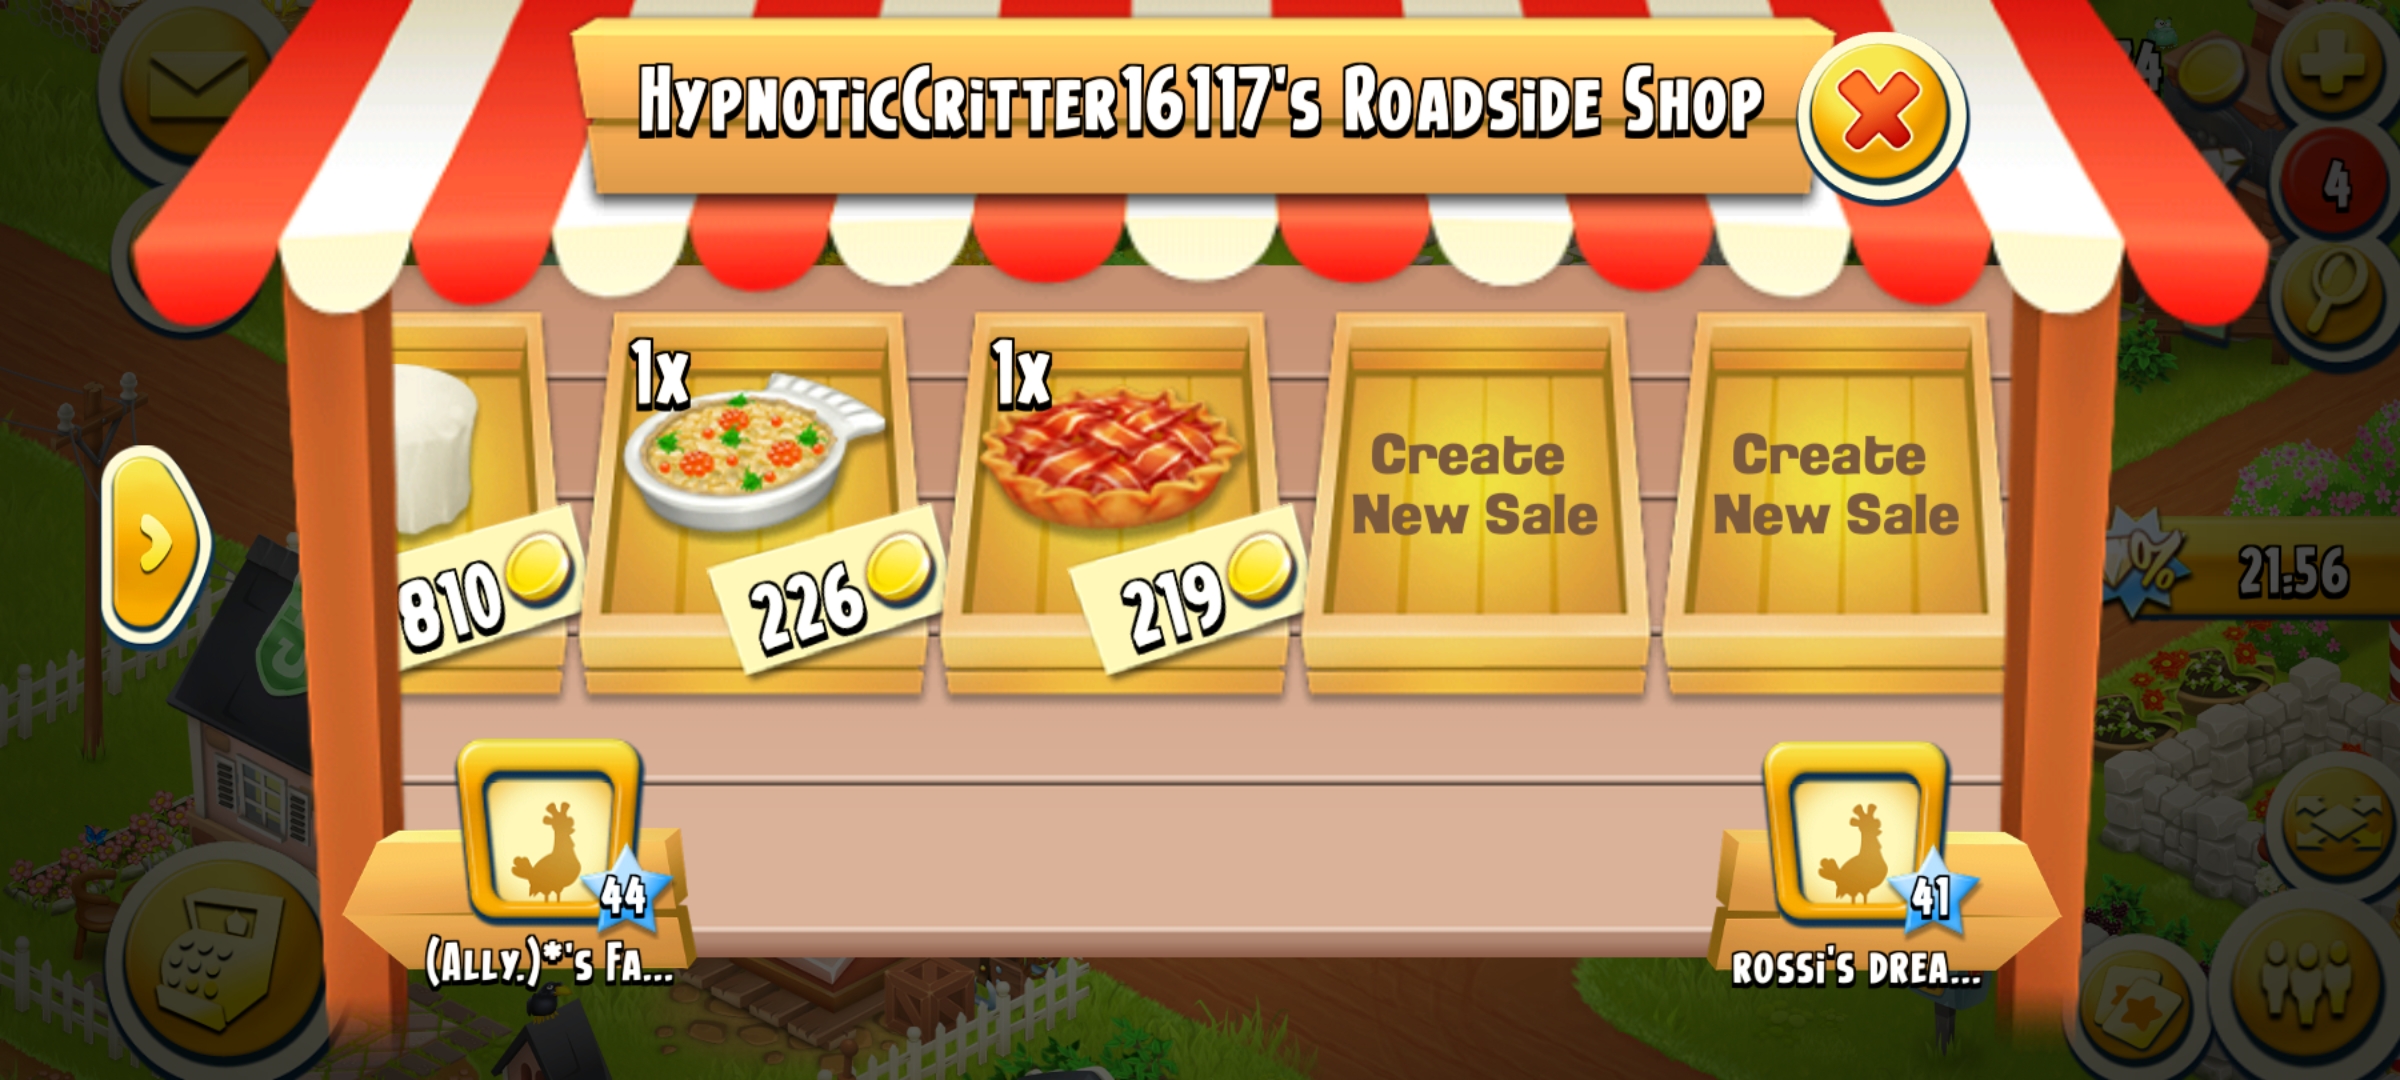 HYPNOTiCCRiTTER16117'S ROADSiDE SHOP
4
1x
1x
Create
New Sale
Create
New Sale
810
226
219
21:56
44
41
(ALLY.)*'S FA...
ROSSi'S DREA...